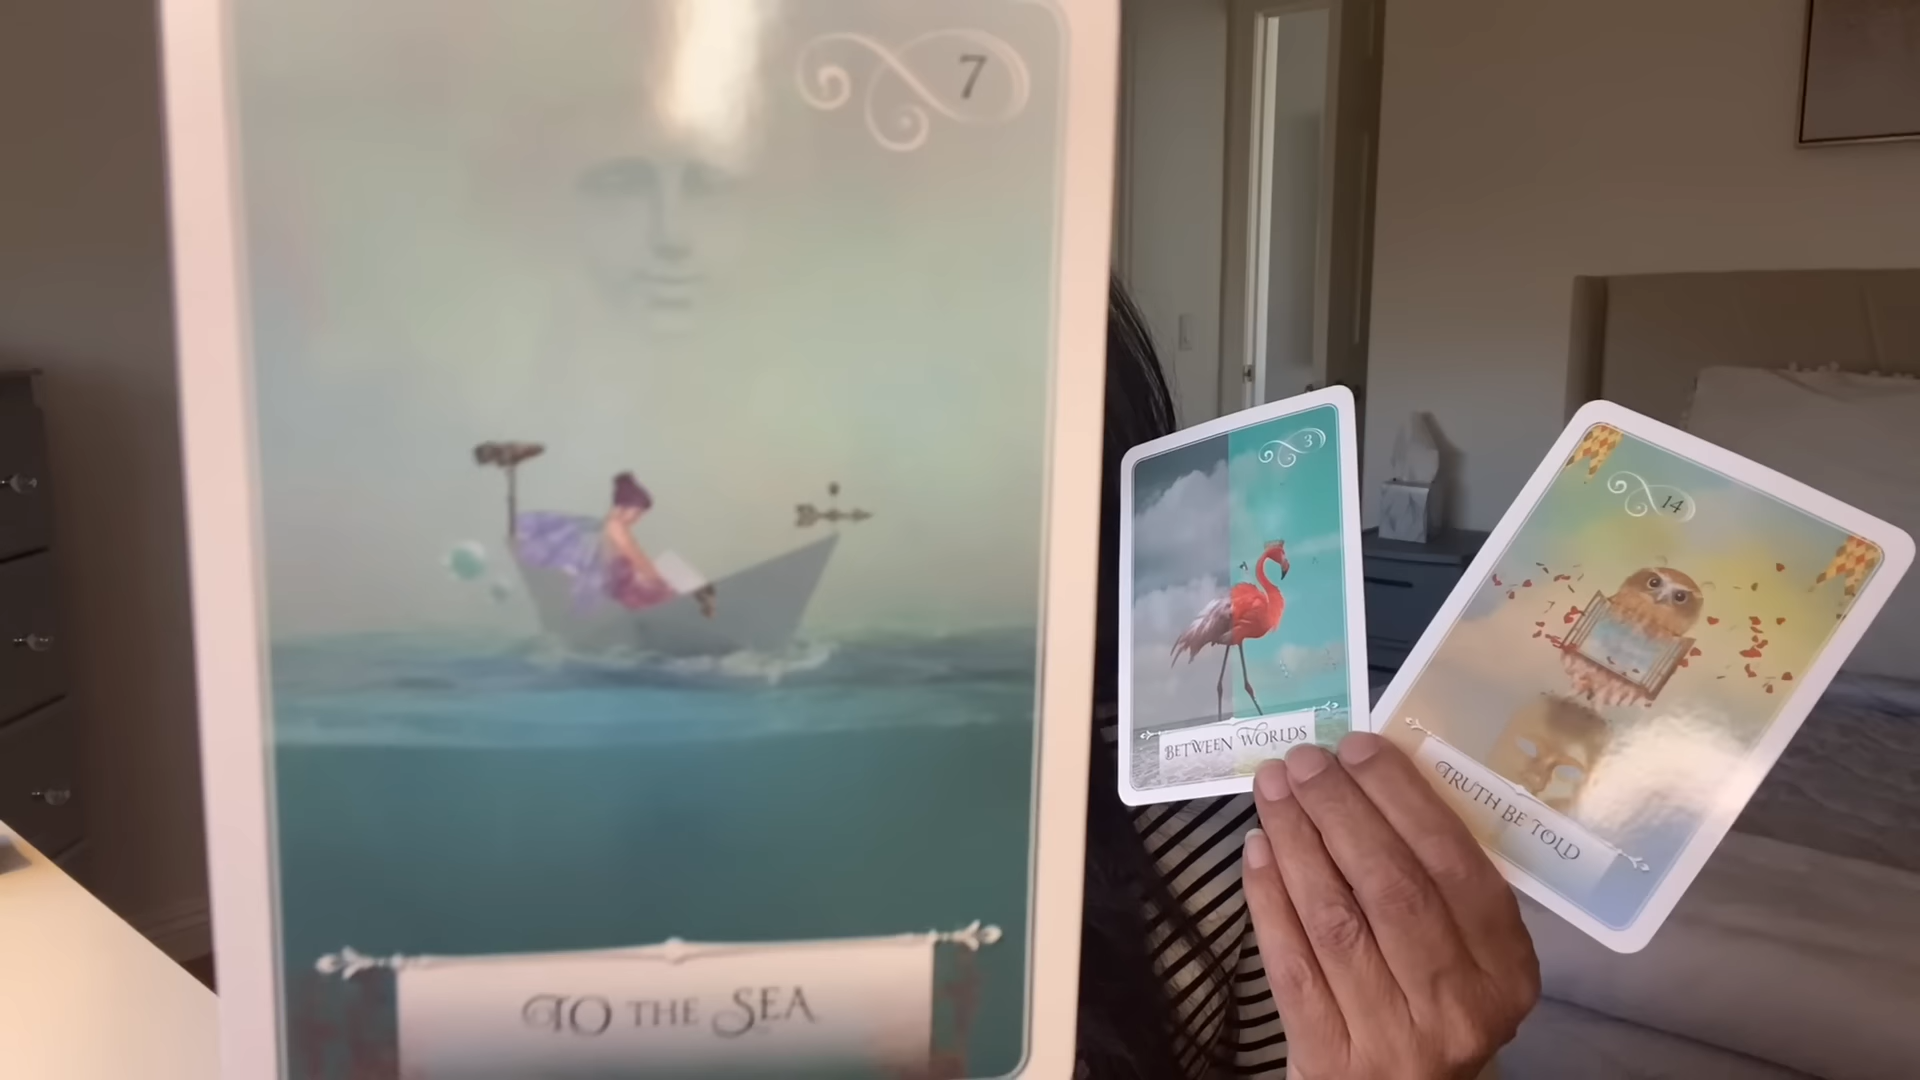 7
TO THE SEA
3
BETWEEN WORLDS
14
TRUTH BE TOLD